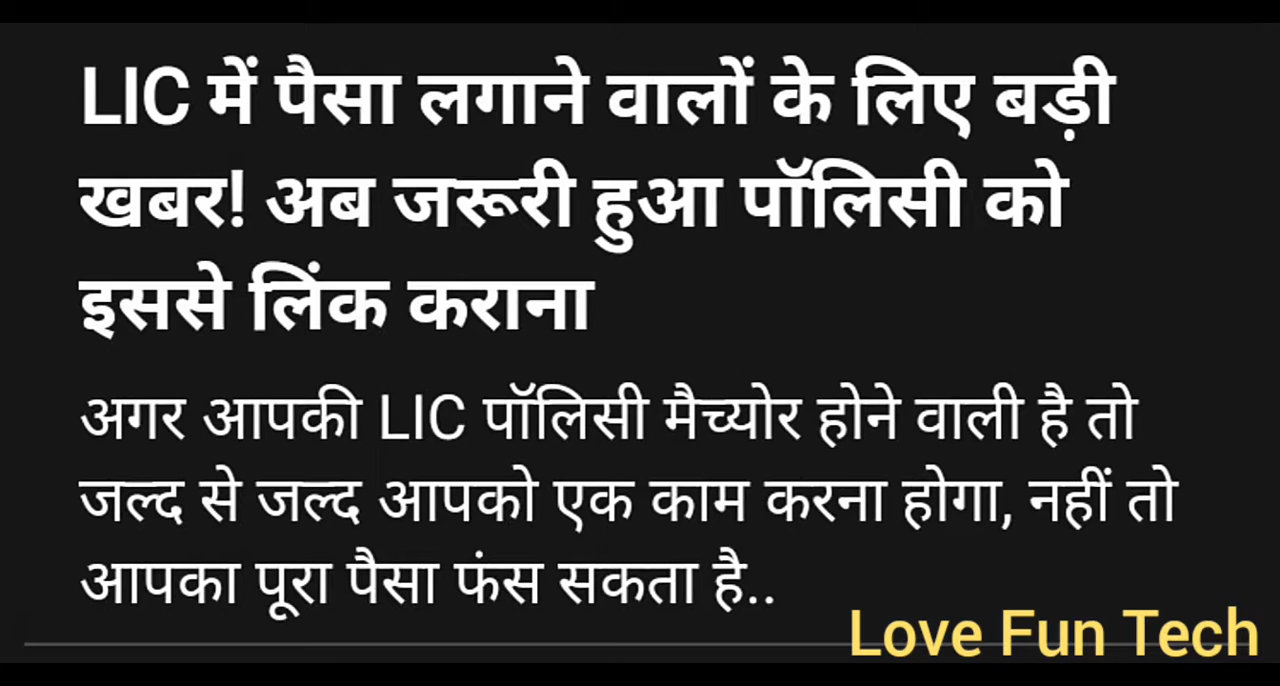 LIC में पैसा लगाने वालों के लिए बड़ी
खबर! अब जरूरी हुआ पॉलिसी को
इससे लिंक कराना
अगर आपकी LIC पॉलिसी मैच्योर होने वाली है तो
जल्द से जल्द आपको एक काम करना होगा, नहीं तो
आपका पूरा पैसा फंस सकता है..
Love Fun Tech